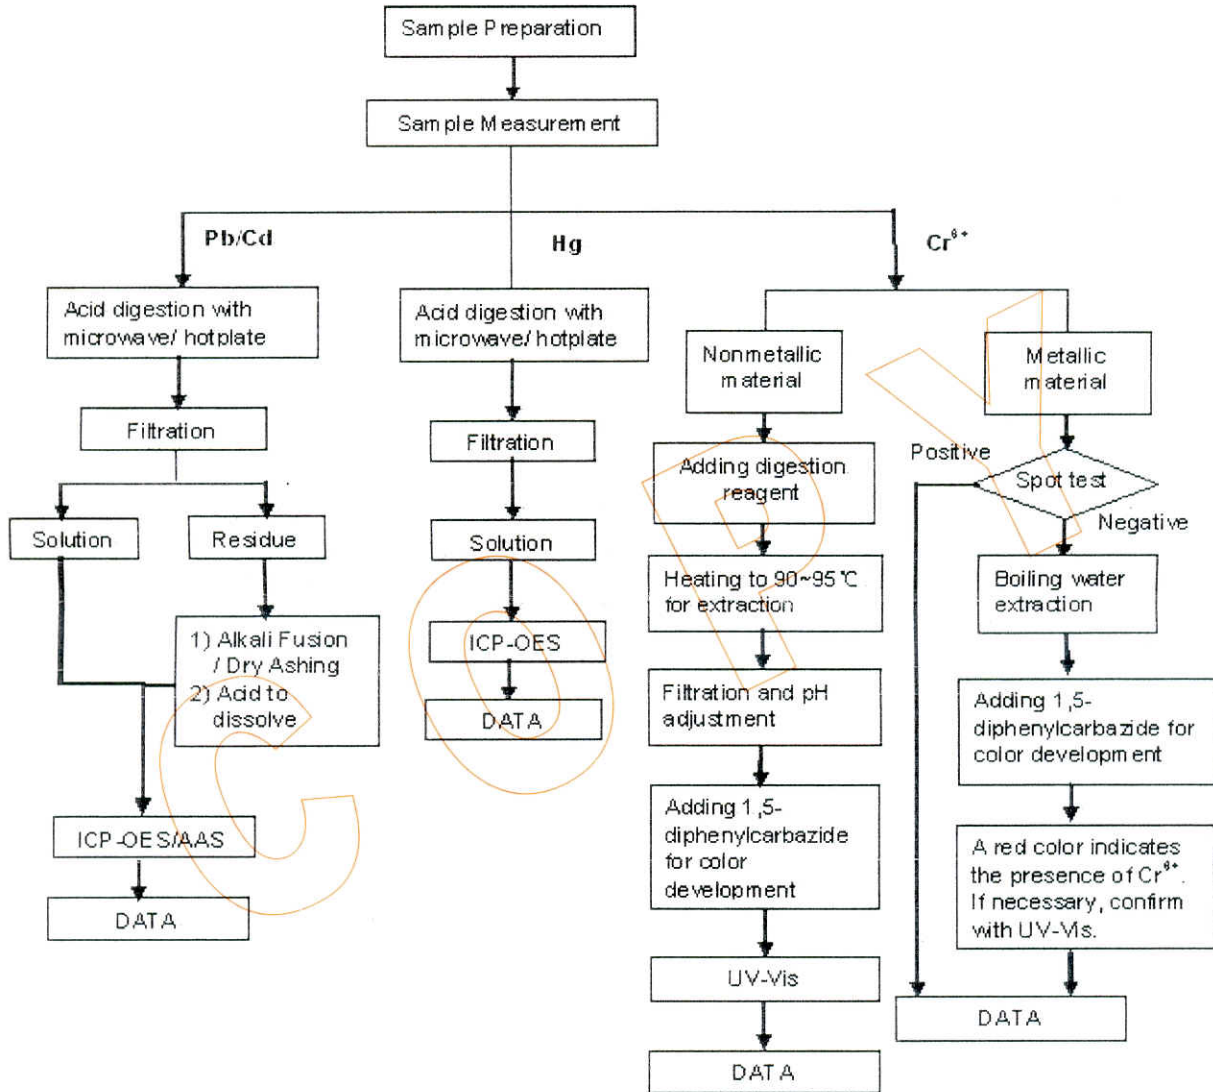 Sample Preparation
Sample Measurement
Pb/Cd
Hg
Cr⁶⁺
Acid digestion with
microwave/ hotplate
Filtration
Solution
Residue
1) Alkali Fusion
/ Dry Ashing
2) Acid to
dissolve
ICP-OES/AAS
DATA
Acid digestion with
microwave/ hotplate
Filtration
Solution
ICP-OES
DATA
Nonmetallic
material
Adding digestion
reagent
Heating to 90~95℃
for extraction
Filtration and pH
adjustment
Adding 1,5-
diphenylcarbazide
for color
development
UV-Vis
DATA
Metallic
material
Spot test
Positive
Negative
Boiling water
extraction
Adding 1,5-
diphenylcarbazide for
color development
A red color indicates
the presence of Cr⁶⁺.
If necessary, confirm
with UV-Vis.
DATA
COPY